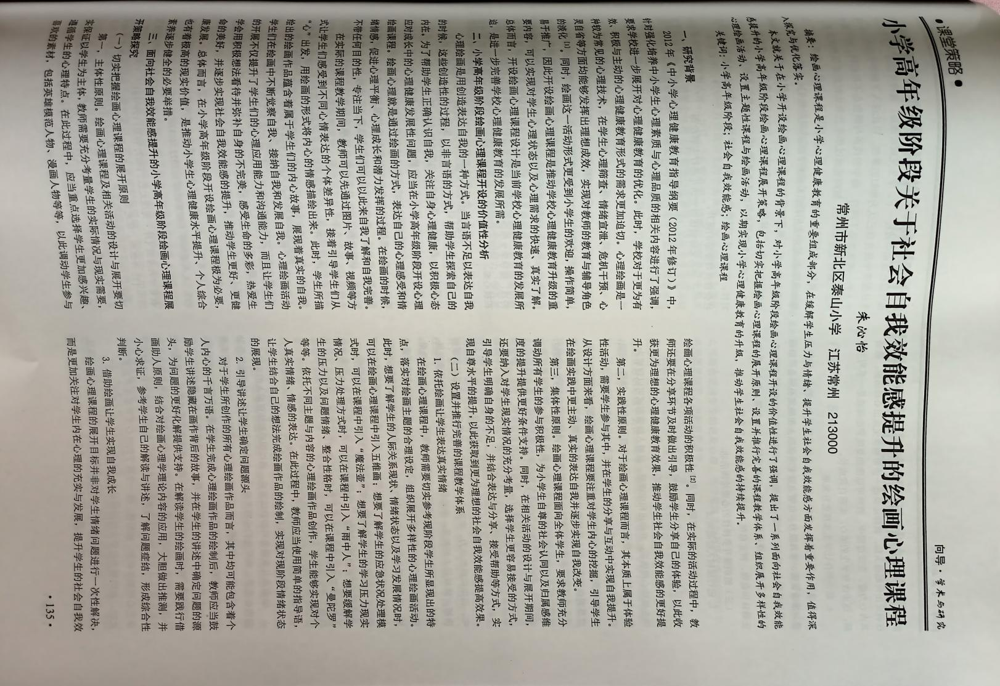 ●课堂策略●
向导·学术与研究
小学高年级阶段关于社会自我效能感提升的绘画心理课程
朱沁怡
常州市新北区泰山小学 江苏常州 213000
摘要：绘画心理课程是小学心理健康教育的重要组成部分，在缓解学生压力与情绪、提升学生社会自我效能感方面发挥着重要作用，值得深
入探究与优化落实。
本文就关于在小学开设绘画心理课程的背景下，对小学高年级阶段绘画心理课程开设的价值性进行了强调，提出了一系列面向社会自我效能
感提升的小学高年级阶段绘画心理课程展开策略，包括切实把握绘画心理课程的展开原则、设置并推行完善的课程教学体系、组织展开多样性的
心理绘画活动、设置主题性课程与绘画活动，以期实现小学心理健康教育的升级，推动学生社会自我效能感的持续提升。
关键词：小学高年级阶段；社会自我效能感；绘画心理课程
一、研究背景
2012 年《中小学心理健康教育指导纲要（2012 年修订）》中，
针对强化培养中小学生心理素质与心理品质的相关内容进行了强调，
要求学校进一步展开对心理健康教育的优化。此时，学校对于更为有
效、积极与主动的心理健康教育形式的需求更加迫切。心理绘画是一
种较为常见的心理技术，在学生心理筛查、情绪宣泄、危机干预、心
灵自省等方面均能够发挥出理想成效，实现对教师的教育与辅导角色
的液化[1]。同时，绘画这一活动形式更受到小学生的欢迎，操作简单，
易于推广，因此开设绘画心理课程是推动学校心理健康教育升级的重
要内容，可以实现对学生心理状态以及心理需求的快速、真实了解。
总体而言，开设绘画心理课程设计是当前学校心理健康教育的发展所
迫，是进一步完善学校心理健康教育的发展所需。
二、小学高年级阶段绘画心理课程开设的价值性分析
心理绘画是用创造表达自我的一种方式。当言语不足以表达自我
的时候，这些创造性的过程，以非言语的方式，帮助学生探索自己的
内在。为了帮助学生正确认识自我，关注自身心理健康，以积极心态
应对成长中的心理健康发展性问题，应当在小学高年级阶段开设心理
绘画课程。绘画心理就是通过绘画的方式，表达自己的心理感受和情
绪情感，促进心理平衡、心理成长和潜力发挥的过程。在绘画的时候，
不带任何目的性，专注当下，学生们可以以此来自我了解和自我完善。
在实际的课程教学期间，教师可以先通过图片、故事、视频等方
式让学生们感受到不同心情表达的个体差异性，接着引导学生们从
“心”出发，用绘画的形式将内心的情感描绘出来。此时，学生所描
绘出的绘画作品蕴含着属于学生们的内心故事，展现着真实的自我。
学生们在绘画中不断觉察自我、接纳自我和发展自我。心理绘画活动
的开展不仅提升了学生们的心理应用能力和沟通能力，而且让学生们
学会用积极想法看待并弥补自身的不完美，感受生命的多彩，热爱生
命的美好，并逐步实现社会自我效能感的提升，推动学生更好、更健
康发展。总体而言，在小学高年级阶段开设绘画心理课程极为必要，
也有着极高的现实价值，是推动小学生心理健康水平提升、个人综合
素养逐步健全的必要举措。
三、面向社会自我效能感提升的小学高年级阶段绘画心理课程展
开策略探究
（一）切实把握绘画心理课程的展开原则
第一，主体性原则。绘画心理课程及相关活动的设计与展开要切
实保证以学生为主体，教师需要充分考量学生的实际情况与现实需要，
遵循学生的心理特点。在此过程中，应当重点选择学生更加感兴趣、
喜欢的素材，包括英雄模范人物、漫画人物等等，以此调动学生参与
绘画心理课程各项活动的积极性[2]。同时，在实际的活动过程中，教
师还要在分享环节及时做出引导，鼓励学生分享自己的体验，以此收
获更为理想的心理健康教育效果，推动学生社会自我效能感的更好提
升。
第二，实践性原则。对于绘画心理课程而言，其本质上属于体验
性活动，需要学生参与其中，并在学生的分享与互动中实现自我提升。
从设计方面来看，绘画心理课程要注重对学生内心的挖掘，引导学生
在绘画实践中更主动、真实的表达自我并逐步实现自我改变。
第三，集体性原则。绘画心理课程面向全体学生，要求教师充分
调动所有学生的参与积极性，为小学生自尊的社会认同以及归属感维
度的提升提供更好条件支持。同时，在相关活动的设计与展开期间，
还要纳入对学生现实情况的充分考量，选择学生更容易接受的方式，
引导学生明确自身的不足，并结合表达与分享、接受帮助等方式，实
现自尊水平的提升，以此获取到更为理想的社会自我效能感提高效果。
（二）设置并推行完善的课程教学体系
1. 依托绘画让学生表达真实情绪
在绘画心理课程中，教师需要切实参考现阶段学生所显现出的特
点，落实对绘画主题的合理设定，组织展开多样性的心理绘画活动。
此时，想要了解学生的人际关系现状、情绪状态以及学习发展情况时，
可以在绘画心理课程中引入五维画；想要了解学生的应急状况处理模
式时，可以在课程中引入“魔法壶”；想要了解学生的学习压力现实
情况、压力处理方式时，可以在课程中引入“雨中人”；想要缓解学
生的压力以及问题情绪、整合性格时，可以在课程中引入“曼陀罗”
等等。依托不同主题与内容的心理绘画作品创作，学生能够实现对个
人真实情绪、情感的表达。在此过程中，教师应当使用简单的指导语，
让学生结合自己的想法完成绘画作品的绘制，实现对现阶段情绪状态
的展现。
2. 引导讲述让学生确定问题源头
对于学生所创作的所有心理绘画作品而言，其中均可能包含着个
人内心的千言万语。在学生完成心理绘画作品的绘制后，教师应当鼓
励学生讲述隐藏在画作背后的故事，并在学生的讲述中确定问题的源
头，为问题的更好化解提供支持。在解读学生的绘画时，需要践行借
画助人原则，结合对绘画心理学理论内容的应用，大胆做出推测，并
小心求证，参考学生自己的解读与讲述，了解问题症结，形成综合性
判断。
3. 借助绘画让学生实现自我成长
绘画心理课程的展开目标并非对学生情绪问题进行一次性解决，
而是更加关注对学生内在心理的充实与发展，提升学生的社会自我效
·135·